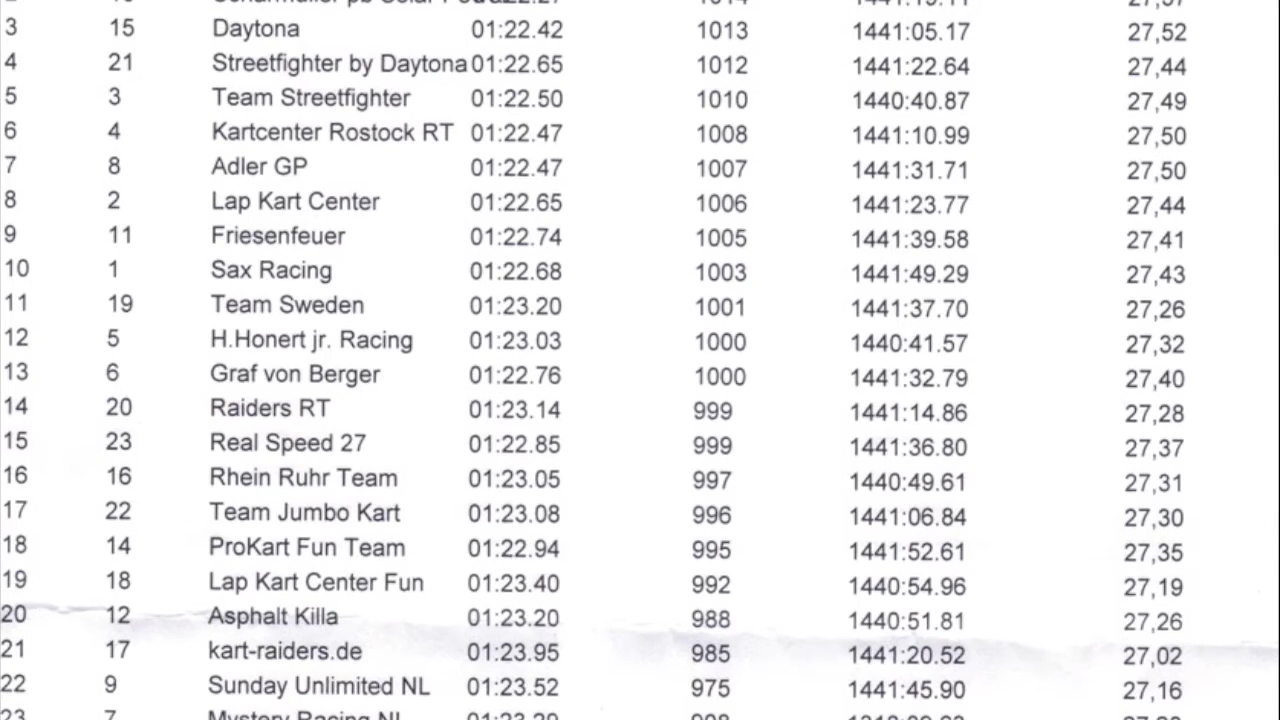 3 15 Daytona 01:22.42 1013 1441:05.17 27,52
4 21 Streetfighter by Daytona 01:22.65 1012 1441:22.64 27,44
5 3 Team Streetfighter 01:22.50 1010 1440:40.87 27,49
6 4 Kartcenter Rostock RT 01:22.47 1008 1441:10.99 27,50
7 8 Adler GP 01:22.47 1007 1441:31.71 27,50
8 2 Lap Kart Center 01:22.65 1006 1441:23.77 27,44
9 11 Friesenfeuer 01:22.74 1005 1441:39.58 27,41
10 1 Sax Racing 01:22.68 1003 1441:49.29 27,43
11 19 Team Sweden 01:23.20 1001 1441:37.70 27,26
12 5 H.Honert jr. Racing 01:23.03 1000 1440:41.57 27,32
13 6 Graf von Berger 01:22.76 1000 1441:32.79 27,40
14 20 Raiders RT 01:23.14 999 1441:14.86 27,28
15 23 Real Speed 27 01:22.85 999 1441:36.80 27,37
16 16 Rhein Ruhr Team 01:23.05 997 1440:49.61 27,31
17 22 Team Jumbo Kart 01:23.08 996 1441:06.84 27,30
18 14 ProKart Fun Team 01:22.94 995 1441:52.61 27,35
19 18 Lap Kart Center Fun 01:23.40 992 1440:54.96 27,19
20 12 Asphalt Killa 01:23.20 988 1440:51.81 27,26
21 17 kart-raiders.de 01:23.95 985 1441:20.52 27,02
22 9 Sunday Unlimited NL 01:23.52 975 1441:45.90 27,16
23 7 Mystery Racing NL